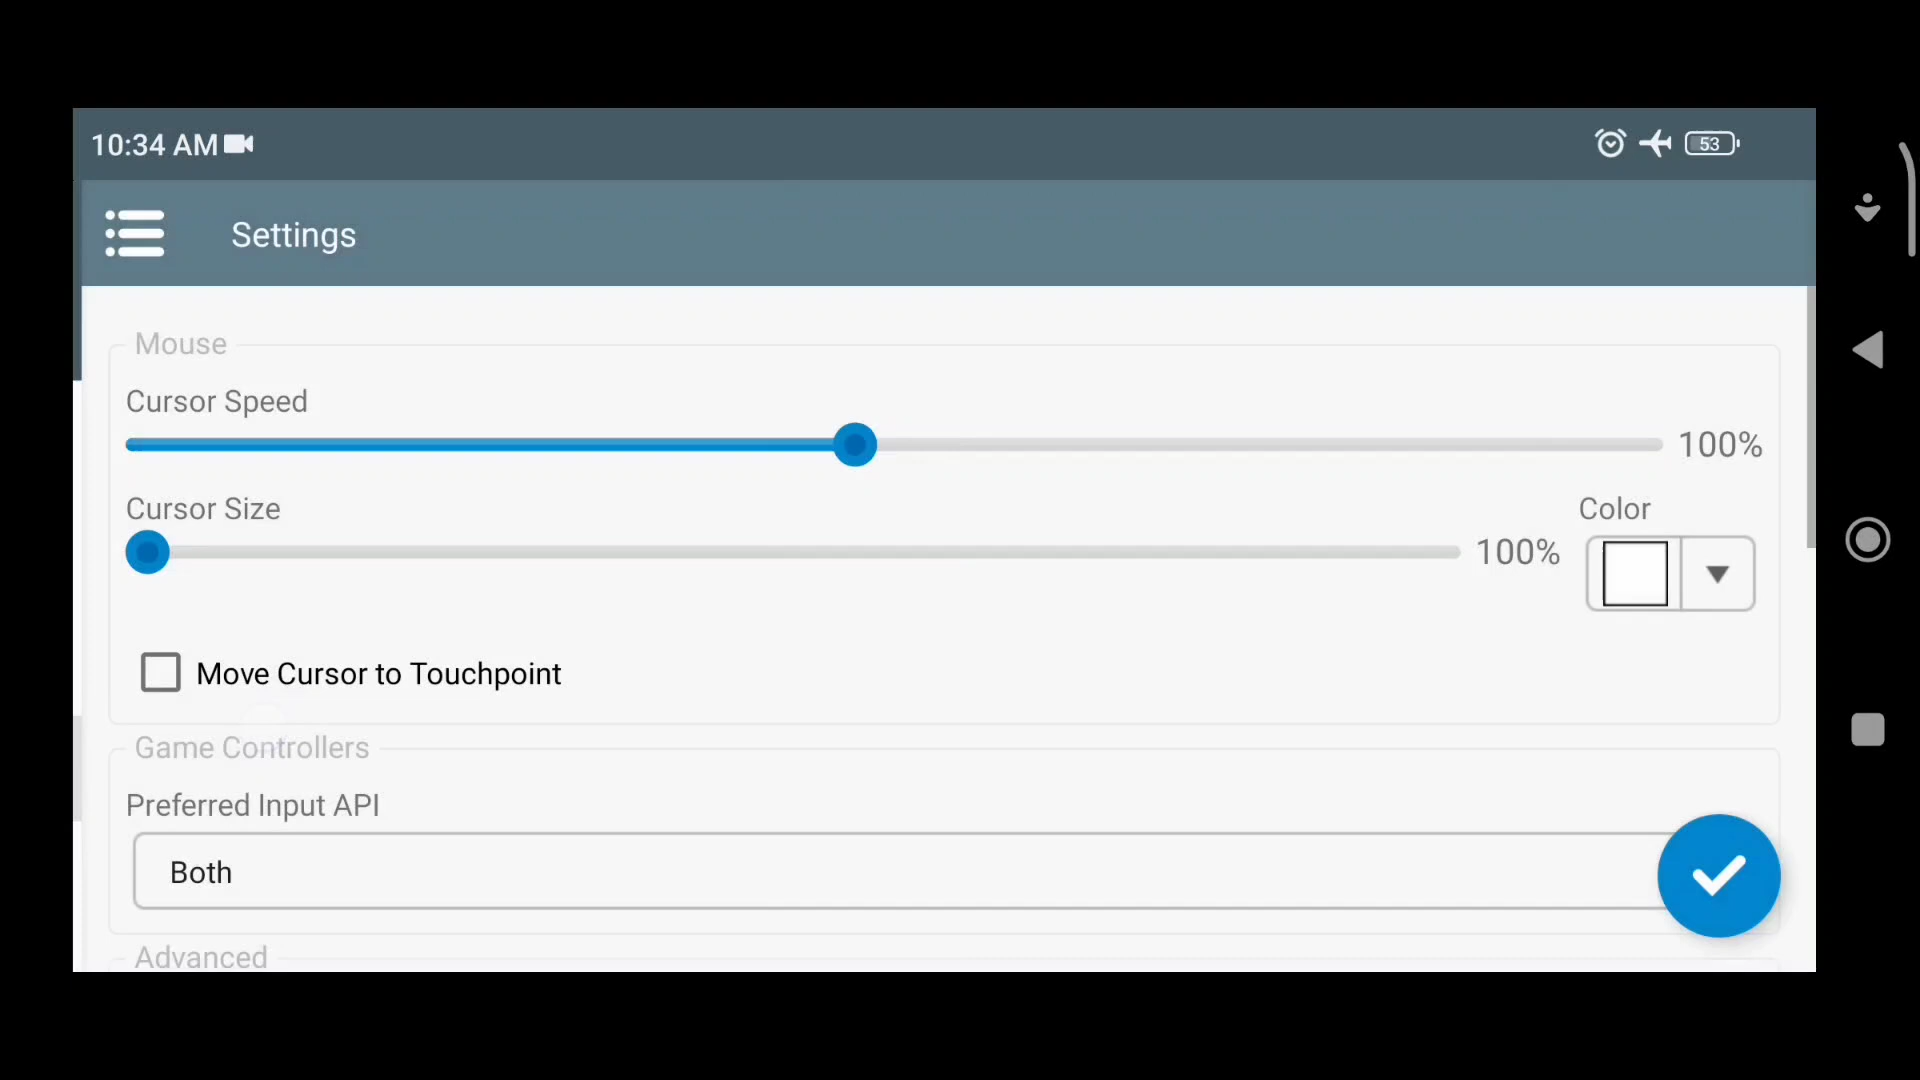 10:34 AM
53
Settings
Mouse
Cursor Speed
100%
Cursor Size
Color
100%
Move Cursor to Touchpoint
Game Controllers
Preferred Input API
Both
Advanced